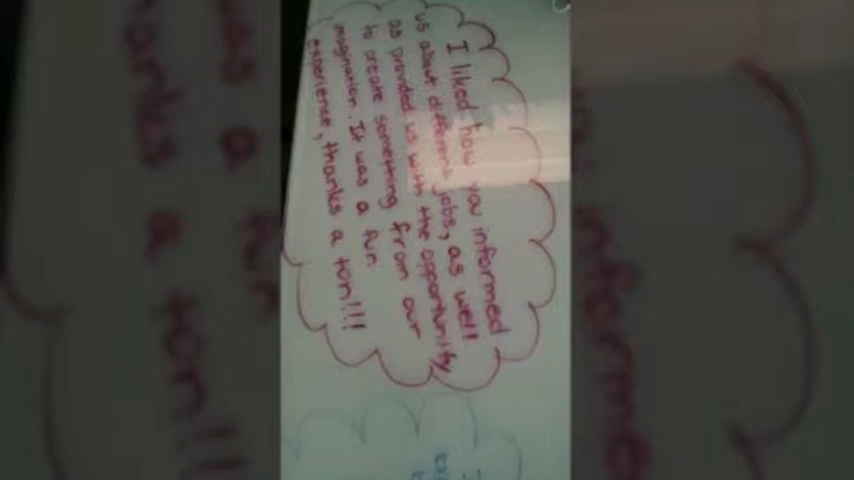 I liked how you informed
us about different jobs, as well
as provided us with the opportunity
to create something from our
imagination. It was a fun
experience, thanks a ton!!!